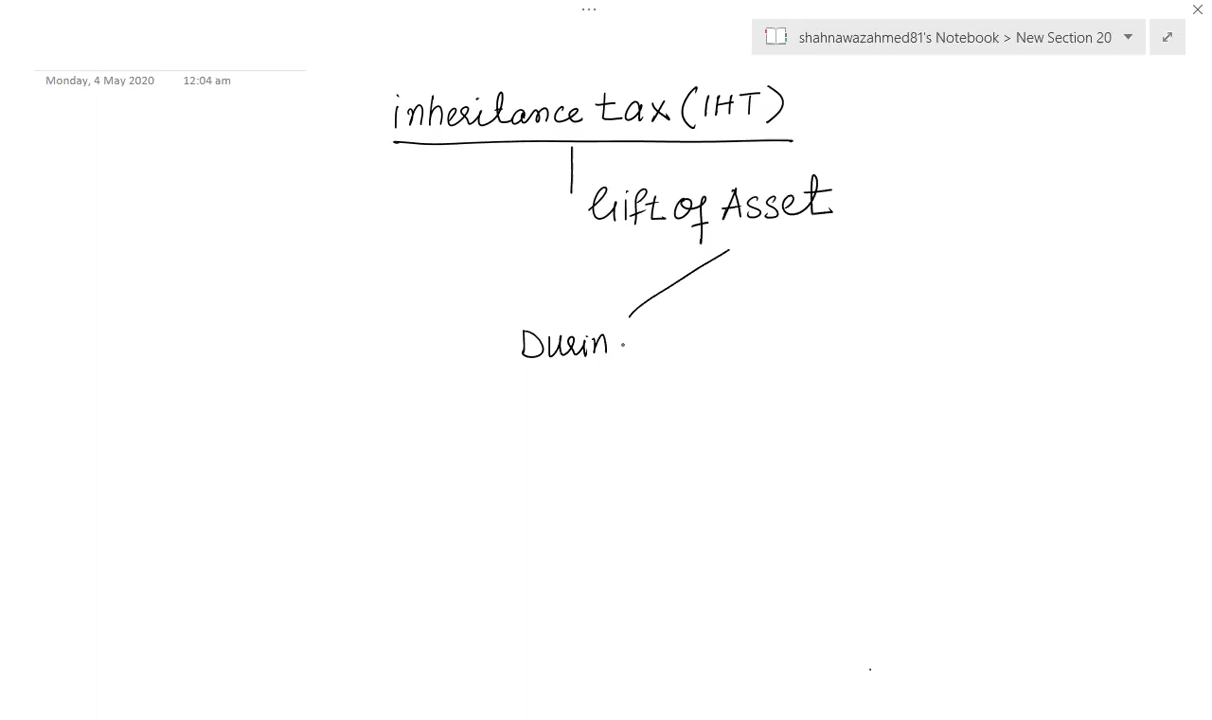 shahnawazahmed81's Notebook > New Section 20
Monday, 4 May 2020 12:04 am
inheritance tax (IHT)
Gift of Asset
Durin